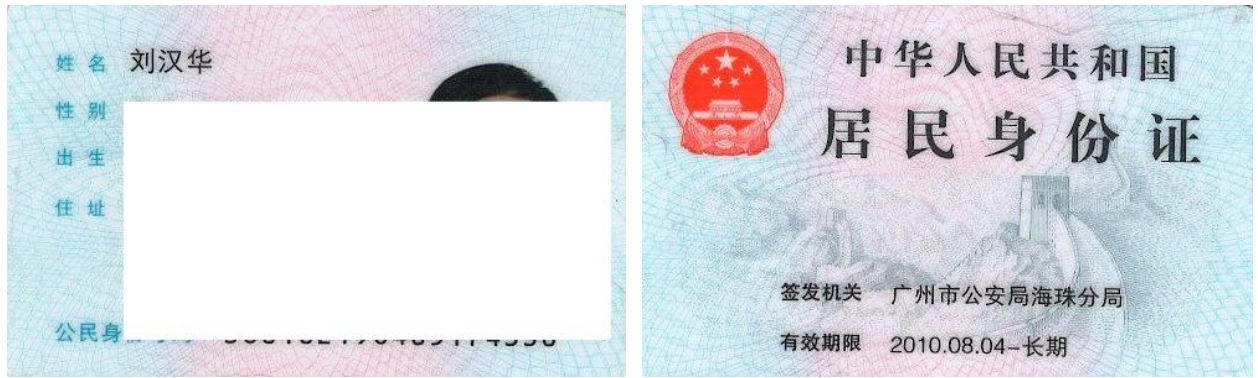 姓名 刘汉华
性别
出生
住址
公民身
中华人民共和国
居民身份证
签发机关 广州市公安局海珠分局
有效期限 2010.08.04-长期